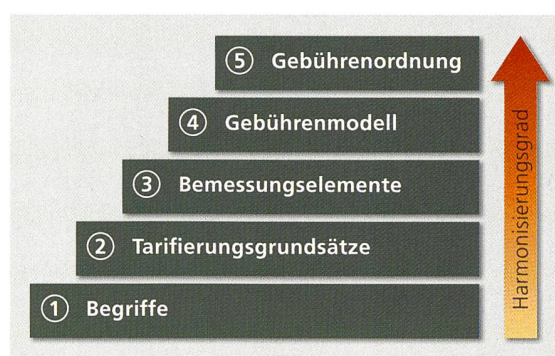 ⑤ Gebührenordnung
④ Gebührenmodell
③ Bemessungselemente
② Tarifierungsgrundsätze
① Begriffe
Harmonisierungsgrad